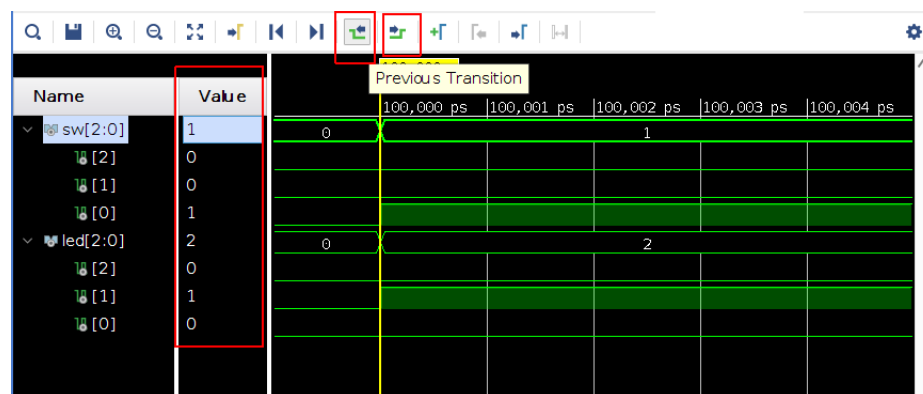 Previous Transition
Name Value
100,000 ps 100,001 ps 100,002 ps 100,003 ps 100,004 ps
sw[2:0] 1 0 1
[2] 0
[1] 0
[0] 1
led[2:0] 2 0 2
[2] 0
[1] 1
[0] 0